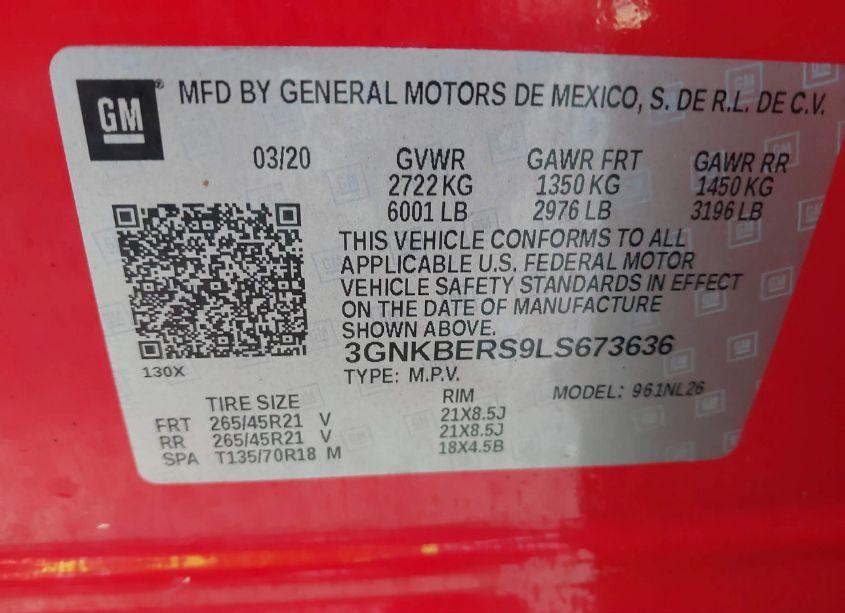 GM ® MFD BY GENERAL MOTORS DE MEXICO, S. DE R.L. DE C.V.
03/20 GVWR GAWR FRT GAWR RR
2722 KG 1350 KG 1450 KG
6001 LB 2976 LB 3196 LB
THIS VEHICLE CONFORMS TO ALL
APPLICABLE U.S. FEDERAL MOTOR
VEHICLE SAFETY STANDARDS IN EFFECT
ON THE DATE OF MANUFACTURE
SHOWN ABOVE.
3GNKBERS9LS673636
130X
TYPE: M.P.V. MODEL: 961NL26
TIRE SIZE RIM
FRT 265/45R21 V 21X8.5J
RR 265/45R21 V 21X8.5J
SPA T135/70R18 M 18X4.5B